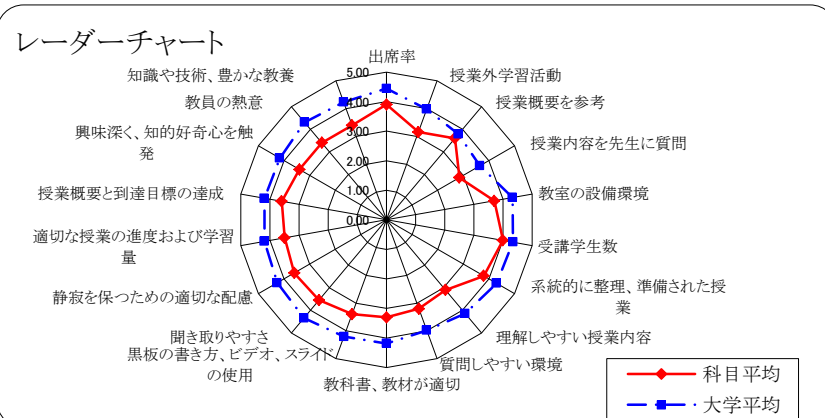 レーダーチャート
出席率
授業外学習活動
授業概要を参考
授業内容を先生に質問
教室の設備環境
受講学生数
系統的に整理、準備された授
業
理解しやすい授業内容
質問しやすい環境
教科書、教材が適切
黒板の書き方、ビデオ、スライド
の使用
聞き取りやすさ
静寂を保つための適切な配慮
適切な授業の進度および学習
量
授業概要と到達目標の達成
興味深く、知的好奇心を触
発
教員の熱意
知識や技術、豊かな教養
5.00
4.00
3.00
2.00
1.00
0.00
科目平均
大学平均